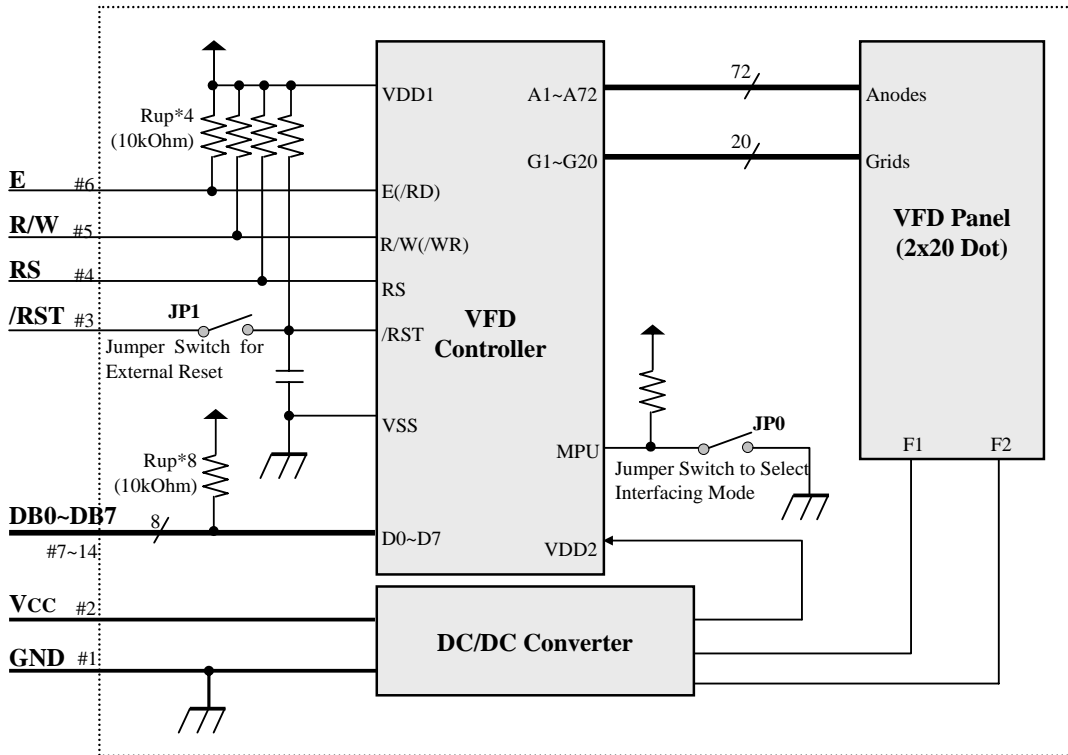 VDD1
A1~A72
72
Anodes
Rup*4
(10kOhm)
G1~G20
20
Grids
E #6
E(/RD)
R/W #5
R/W(/WR)
RS #4
RS
VFD Panel
(2x20 Dot)
/RST #3
JP1
/RST
Jumper Switch for
External Reset
VFD
Controller
VSS
MPU
JP0
Jumper Switch to Select
Interfacing Mode
F1
F2
Rup*8
(10kOhm)
DB0~DB7
8
#7~14
D0~D7
VDD2
VCC #2
DC/DC Converter
GND #1